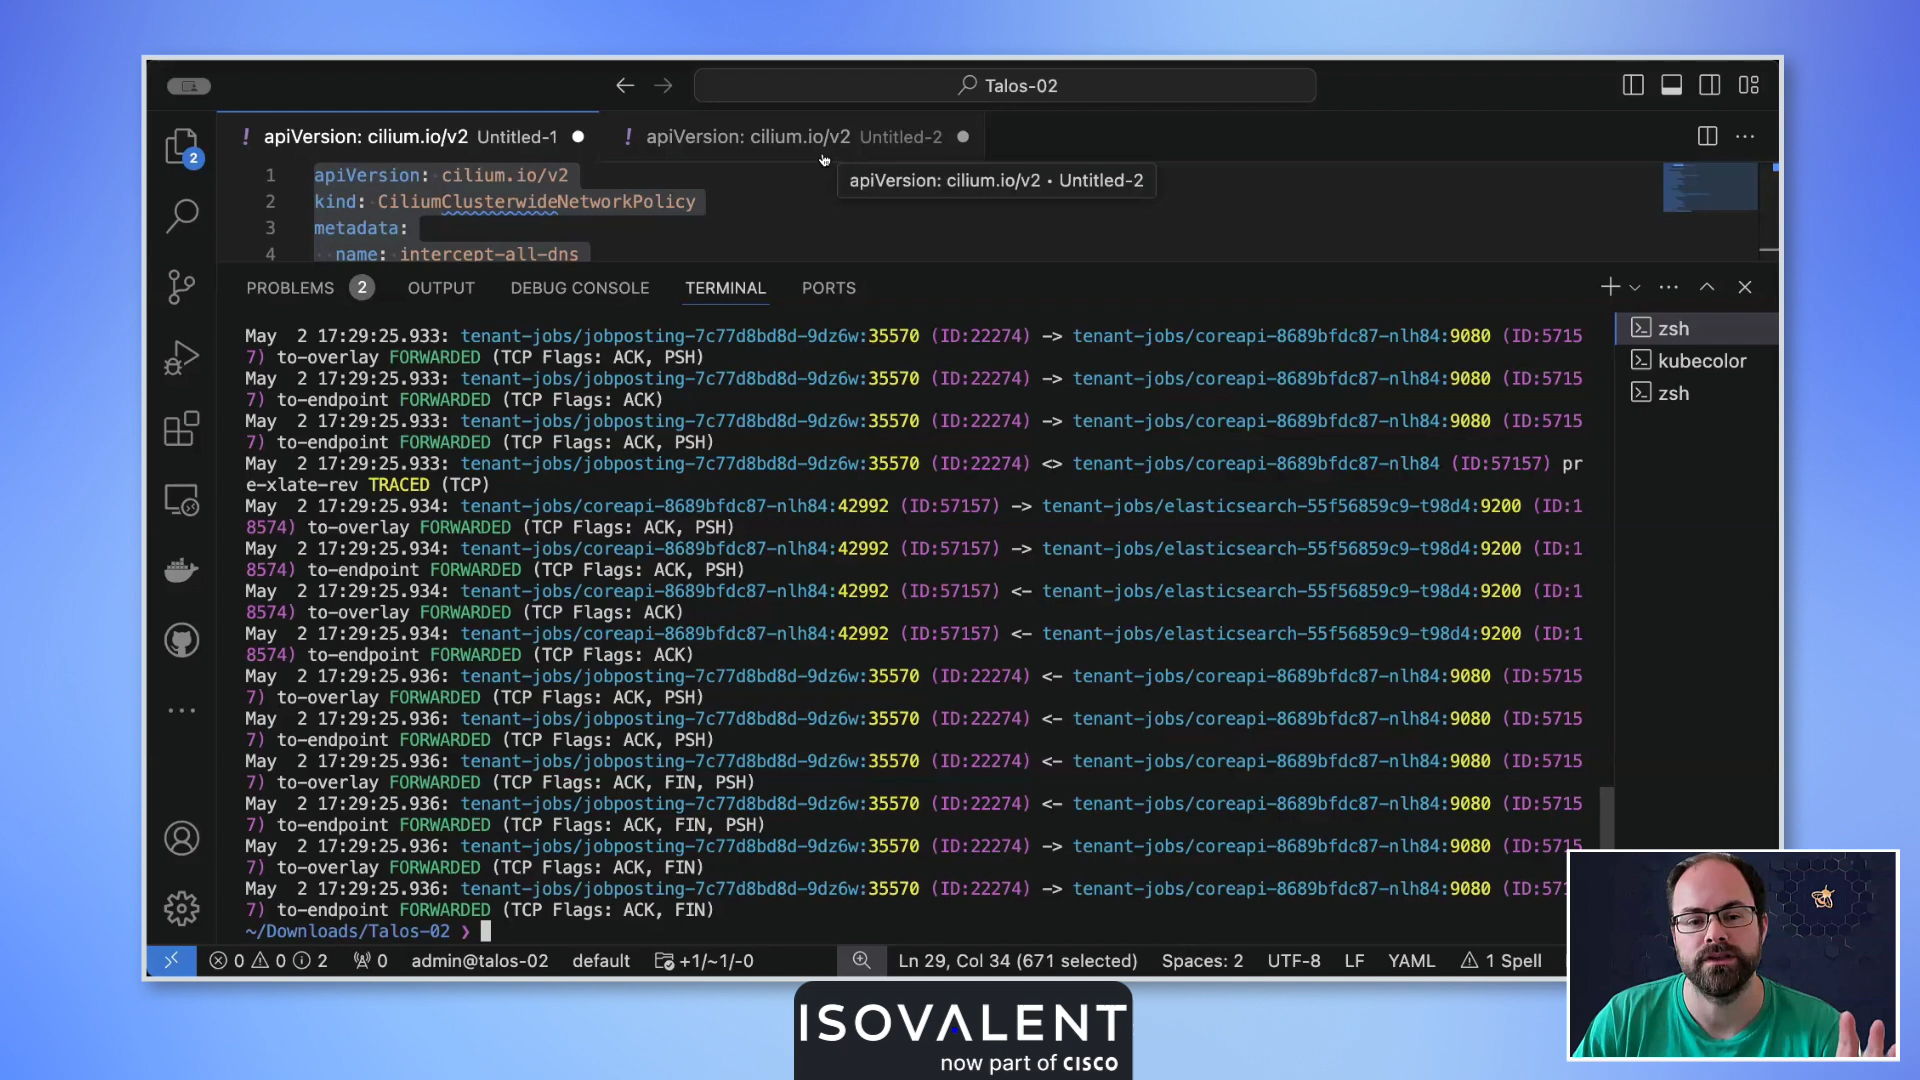 Talos-02
! apiVersion: cilium.io/v2 Untitled-1 ! apiVersion: cilium.io/v2 Untitled-2
apiVersion: cilium.io/v2 • Untitled-2
2
1 apiVersion: cilium.io/v2
2 kind: CiliumClusterwideNetworkPolicy
3 metadata:
4 name: intercept-all-dns
PROBLEMS 2 OUTPUT DEBUG CONSOLE TERMINAL PORTS
zsh
kubecolor
zsh
May  2 17:29:25.933: tenant-jobs/jobposting-7c77d8bd8d-9dz6w:35570 (ID:22274) -> tenant-jobs/coreapi-8689bfdc87-nlh84:9080 (ID:5715
7) to-overlay FORWARDED (TCP Flags: ACK, PSH)
May  2 17:29:25.933: tenant-jobs/jobposting-7c77d8bd8d-9dz6w:35570 (ID:22274) -> tenant-jobs/coreapi-8689bfdc87-nlh84:9080 (ID:5715
7) to-endpoint FORWARDED (TCP Flags: ACK)
May  2 17:29:25.933: tenant-jobs/jobposting-7c77d8bd8d-9dz6w:35570 (ID:22274) -> tenant-jobs/coreapi-8689bfdc87-nlh84:9080 (ID:5715
7) to-endpoint FORWARDED (TCP Flags: ACK, PSH)
May  2 17:29:25.933: tenant-jobs/jobposting-7c77d8bd8d-9dz6w:35570 (ID:22274) <> tenant-jobs/coreapi-8689bfdc87-nlh84 (ID:57157) pr
e-xlate-rev TRACED (TCP)
May  2 17:29:25.933: tenant-jobs/coreapi-8689bfdc87-nlh84:42992 (ID:57157) -> tenant-jobs/elasticsearch-55f56859c9-t98d4:9200 (ID:1
8574) to-overlay FORWARDED (TCP Flags: ACK, PSH)
May  2 17:29:25.934: tenant-jobs/coreapi-8689bfdc87-nlh84:42992 (ID:57157) -> tenant-jobs/elasticsearch-55f56859c9-t98d4:9200 (ID:1
8574) to-endpoint FORWARDED (TCP Flags: ACK, PSH)
May  2 17:29:25.934: tenant-jobs/coreapi-8689bfdc87-nlh84:42992 (ID:57157) <- tenant-jobs/elasticsearch-55f56859c9-t98d4:9200 (ID:1
8574) to-overlay FORWARDED (TCP Flags: ACK)
May  2 17:29:25.934: tenant-jobs/coreapi-8689bfdc87-nlh84:42992 (ID:57157) <- tenant-jobs/elasticsearch-55f56859c9-t98d4:9200 (ID:1
8574) to-endpoint FORWARDED (TCP Flags: ACK)
May  2 17:29:25.936: tenant-jobs/jobposting-7c77d8bd8d-9dz6w:35570 (ID:22274) <- tenant-jobs/coreapi-8689bfdc87-nlh84:9080 (ID:5715
7) to-overlay FORWARDED (TCP Flags: ACK, PSH)
May  2 17:29:25.936: tenant-jobs/jobposting-7c77d8bd8d-9dz6w:35570 (ID:22274) <- tenant-jobs/coreapi-8689bfdc87-nlh84:9080 (ID:5715
7) to-endpoint FORWARDED (TCP Flags: ACK, PSH)
May  2 17:29:25.936: tenant-jobs/jobposting-7c77d8bd8d-9dz6w:35570 (ID:22274) <- tenant-jobs/coreapi-8689bfdc87-nlh84:9080 (ID:5715
7) to-overlay FORWARDED (TCP Flags: ACK, FIN, PSH)
May  2 17:29:25.936: tenant-jobs/jobposting-7c77d8bd8d-9dz6w:35570 (ID:22274) <- tenant-jobs/coreapi-8689bfdc87-nlh84:9080 (ID:5715
7) to-endpoint FORWARDED (TCP Flags: ACK, FIN, PSH)
May  2 17:29:25.936: tenant-jobs/jobposting-7c77d8bd8d-9dz6w:35570 (ID:22274) -> tenant-jobs/coreapi-8689bfdc87-nlh84:9080 (ID:5715
7) to-overlay FORWARDED (TCP Flags: ACK, FIN)
May  2 17:29:25.936: tenant-jobs/jobposting-7c77d8bd8d-9dz6w:35570 (ID:22274) -> tenant-jobs/coreapi-8689bfdc87-nlh84:9080 (ID:571
7) to-endpoint FORWARDED (TCP Flags: ACK, FIN)
~/Downloads/Talos-02 ❯
0 0 2 0 admin@talos-02 default +1/~1/-0 Ln 29, Col 34 (671 selected) Spaces: 2 UTF-8 LF YAML 1 Spell
ISOVALENT
now part of CISCO